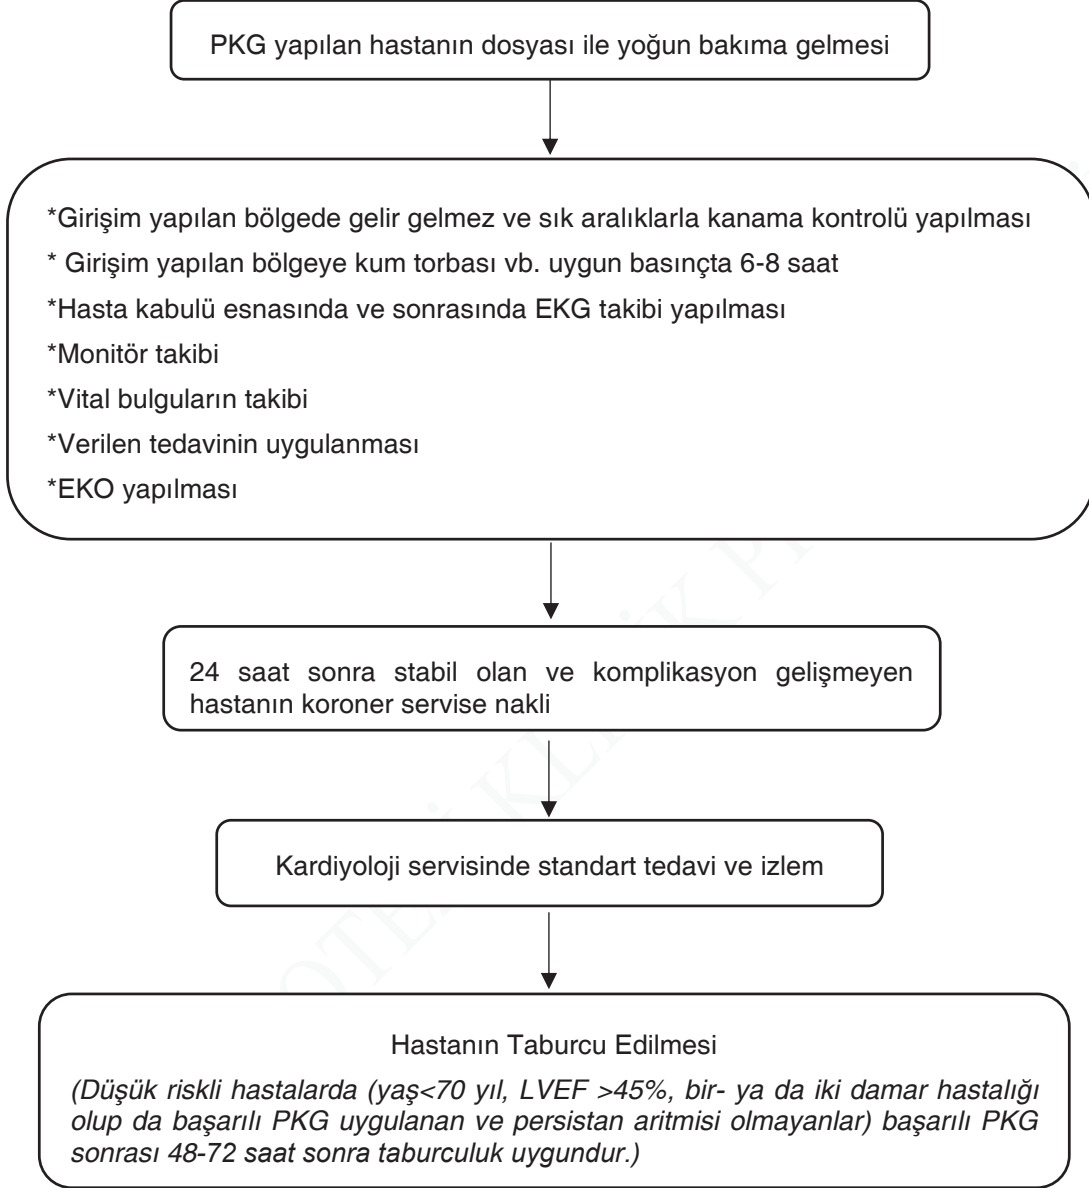 PKG yapılan hastanın dosyası ile yoğun bakıma gelmesi
*Girişim yapılan bölgede gelir gelmez ve sık aralıklarla kanama kontrolü yapılması
* Girişim yapılan bölgeye kum torbası vb. uygun basınçta 6-8 saat
*Hasta kabulü esnasında ve sonrasında EKG takibi yapılması
*Monitör takibi
*Vital bulguların takibi
*Verilen tedavinin uygulanması
*EKO yapılması
24 saat sonra stabil olan ve komplikasyon gelişmeyen
hastanın koroner servise nakli
Kardiyoloji servisinde standart tedavi ve izlem
Hastanın Taburcu Edilmesi
(Düşük riskli hastalarda (yaş<70 yıl, LVEF >45%, bir- ya da iki damar hastalığı
olup da başarılı PKG uygulanan ve persistan aritmisi olmayanlar) başarılı PKG
sonrası 48-72 saat sonra taburculuk uygundur.)